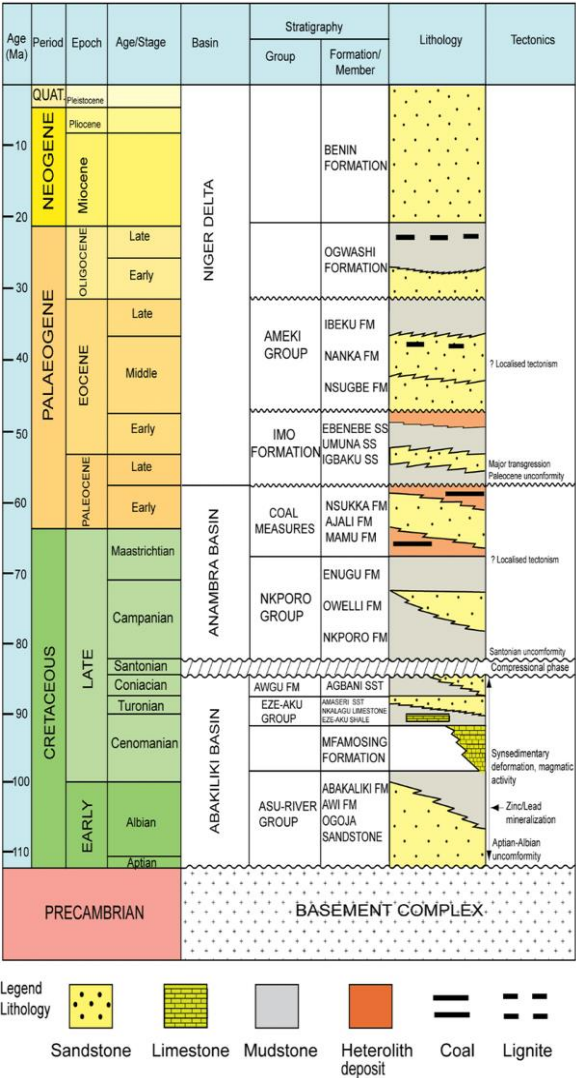 Age (Ma)
Period
Epoch
Age/Stage
Basin
Stratigraphy
Group
Formation/
Member
Lithology
Tectonics
QUAT.
Pleistocene
NEOGENE
Pliocene
Miocene
10
20
30
40
50
60
70
80
90
100
110
PALAEOGENE
OLIGOCENE
Late
Early
EOCENE
Late
Middle
Early
PALEOCENE
Late
Early
CRETACEOUS
LATE
Maastrichtian
Campanian
Santonian
Coniacian
Turonian
Cenomanian
EARLY
Albian
Aptian
NIGER DELTA
ANAMBRA BASIN
ABAKILIKI BASIN
BENIN
FORMATION
OGWASHI
FORMATION
AMEKI
GROUP
IBEKU FM
NANKA FM
NSUGBE FM
IMO
FORMATION
EBENEBE SS
UMUNA SS
IGBAKU SS
COAL
MEASURES
NSUKKA FM
AJALI FM
MAMU FM
NKPORO
GROUP
ENUGU FM
OWELLI FM
NKPORO FM
AWGU FM
AGBANI SST
EZE-AKU
GROUP
AMASERI SST
NKALAGU LIMESTONE
EZE-AKU SHALE
MFAMOSING
FORMATION
ASU-RIVER
GROUP
ABAKALIKI FM
AWI FM
OGOJA
SANDSTONE
? Localised tectonism
Major transgression
Paleocene uncomformity
? Localised tectonism
Santonian uncomformity
Compressional phase
Synsedimentary
deformation, magmatic
activity
Zinc/Lead
mineralization
Aptian-Albian
uncomformity
PRECAMBRIAN
BASEMENT COMPLEX
Legend
Lithology
Sandstone
Limestone
Mudstone
Heterolith
deposit
Coal
Lignite